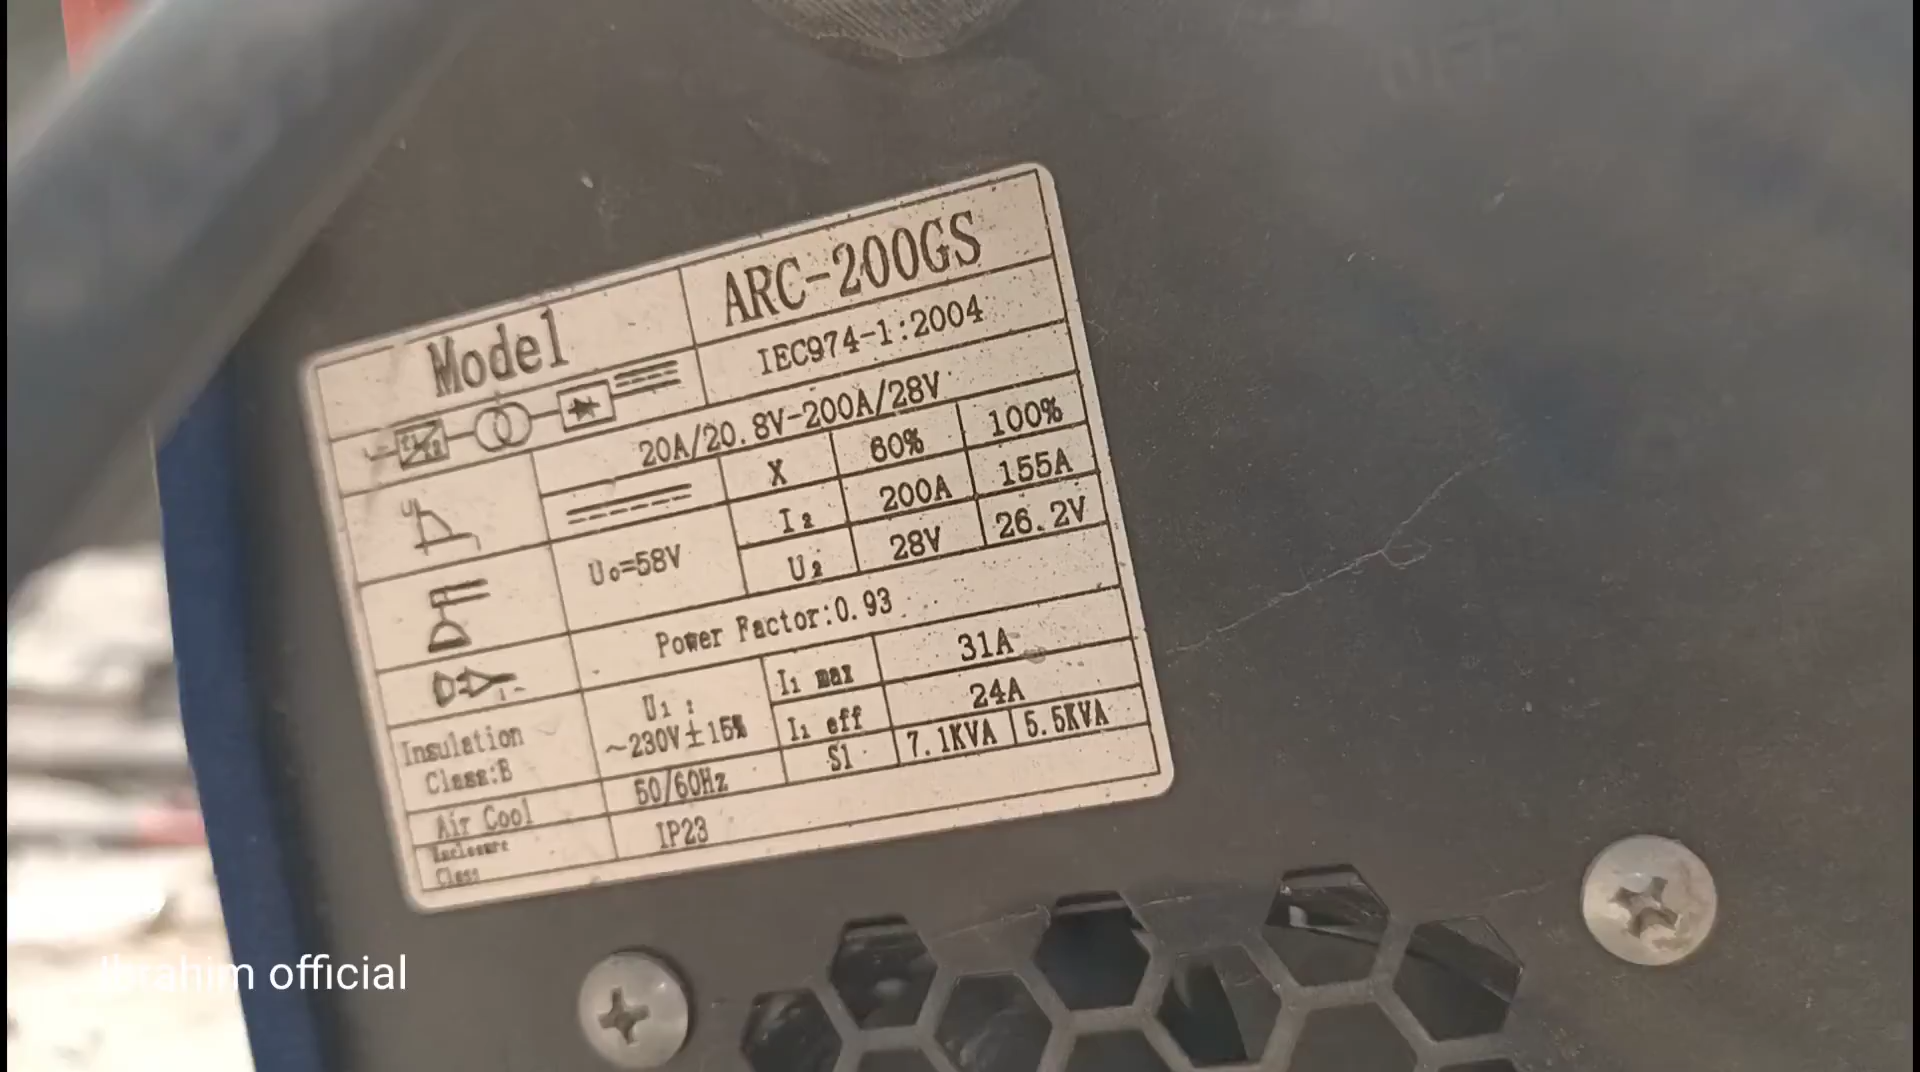 Model ARC-200GS
IEC974-1:2004
20A/20.8V-200A/28V
X 60% 100%
I₂ 200A 155A
U₀=58V
U₂ 28V 26.2V
Power Factor:0.93
I₁ max 31A
U₁:
~230V±15%
I₁ eff 24A
S1 7.1KVA 5.5KVA
Insulation
Class:B
50/60Hz
Air Cool
IP23
Enclosure
Class
Ibrahim official